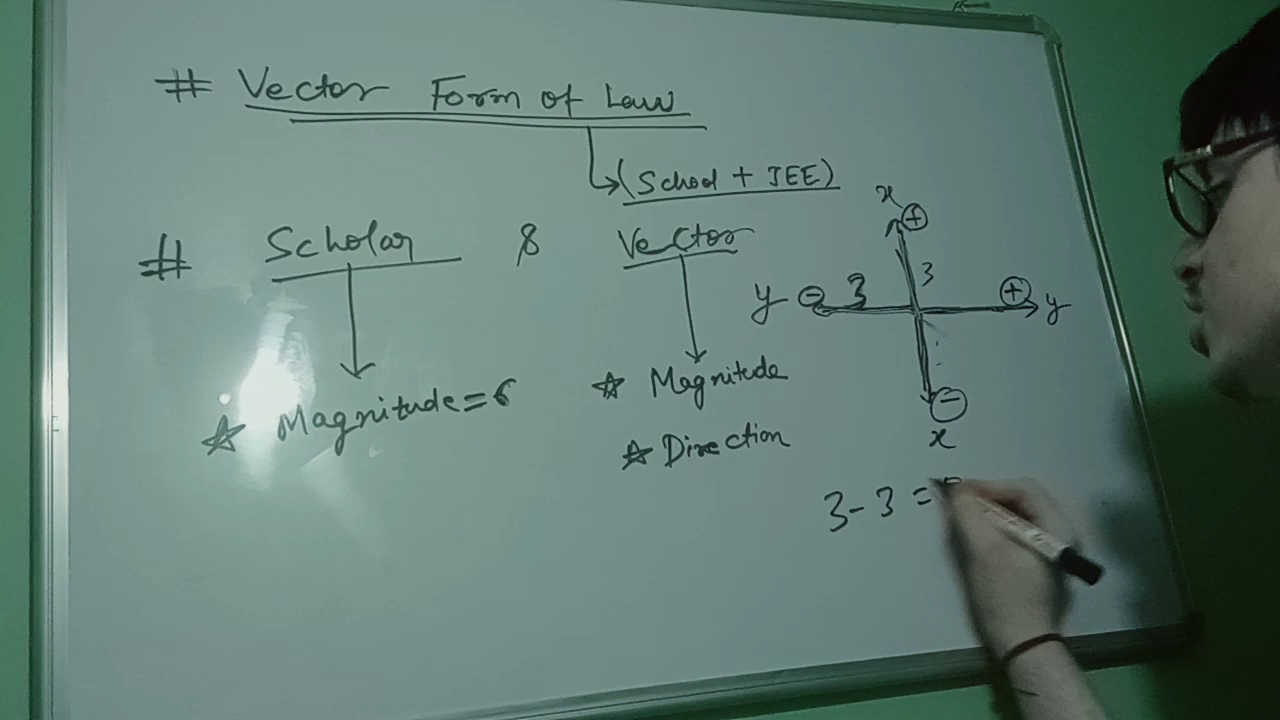 # Vector Form of Law
(School + JEE)
# Scholar & Vector
Magnitude = 6
Magnitude
Direction
x +
3
y - 3 + y
-
x
3 - 3 =